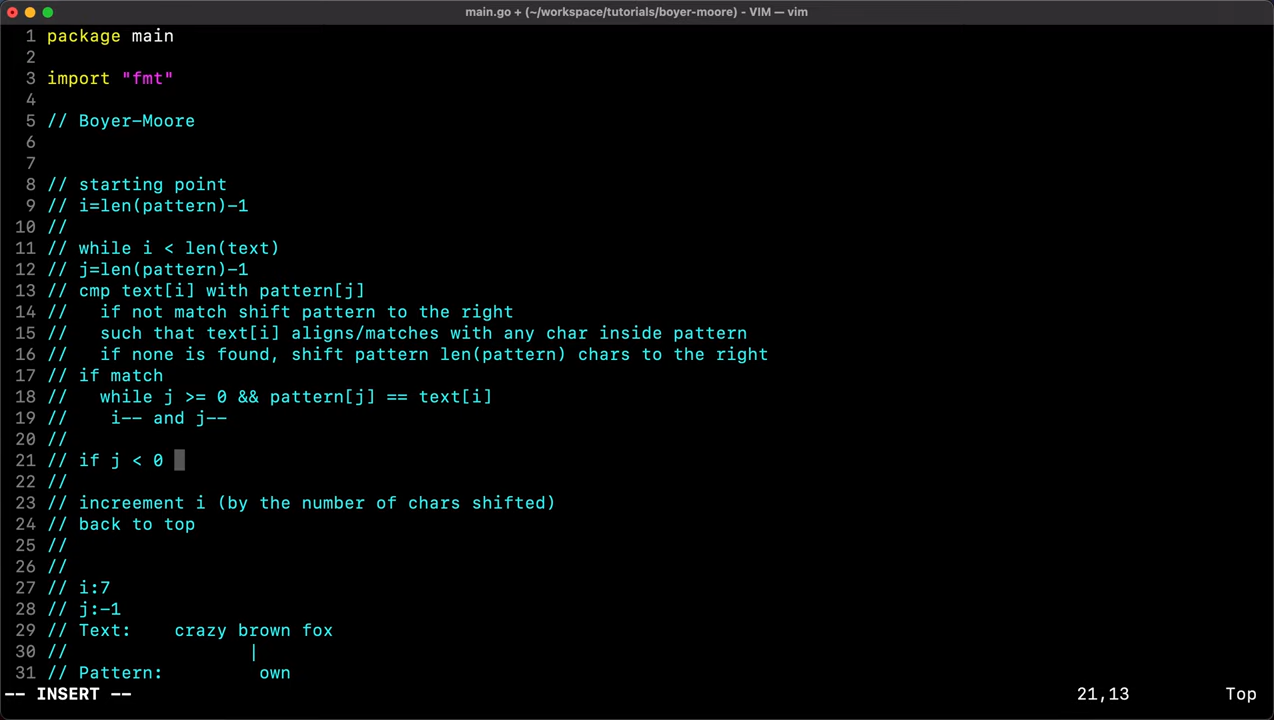 main.go + (~/workspace/tutorials/boyer-moore) - VIM — vim
1 package main
2
3 import "fmt"
4
5 // Boyer-Moore
6
7
8 // starting point
9 // i=len(pattern)-1
10 //
11 // while i < len(text)
12 // j=len(pattern)-1
13 // cmp text[i] with pattern[j]
14 //   if not match shift pattern to the right
15 //   such that text[i] aligns/matches with any char inside pattern
16 //   if none is found, shift pattern len(pattern) chars to the right
17 // if match
18 //   while j >= 0 && pattern[j] == text[i]
19 //    i-- and j--
20 //
21 // if j < 0
22 //
23 // increement i (by the number of chars shifted)
24 // back to top
25 //
26 //
27 // i:7
28 // j:-1
29 // Text:    crazy brown fox
30 //                 |
31 // Pattern:         own
-- INSERT -- 21,13 Top